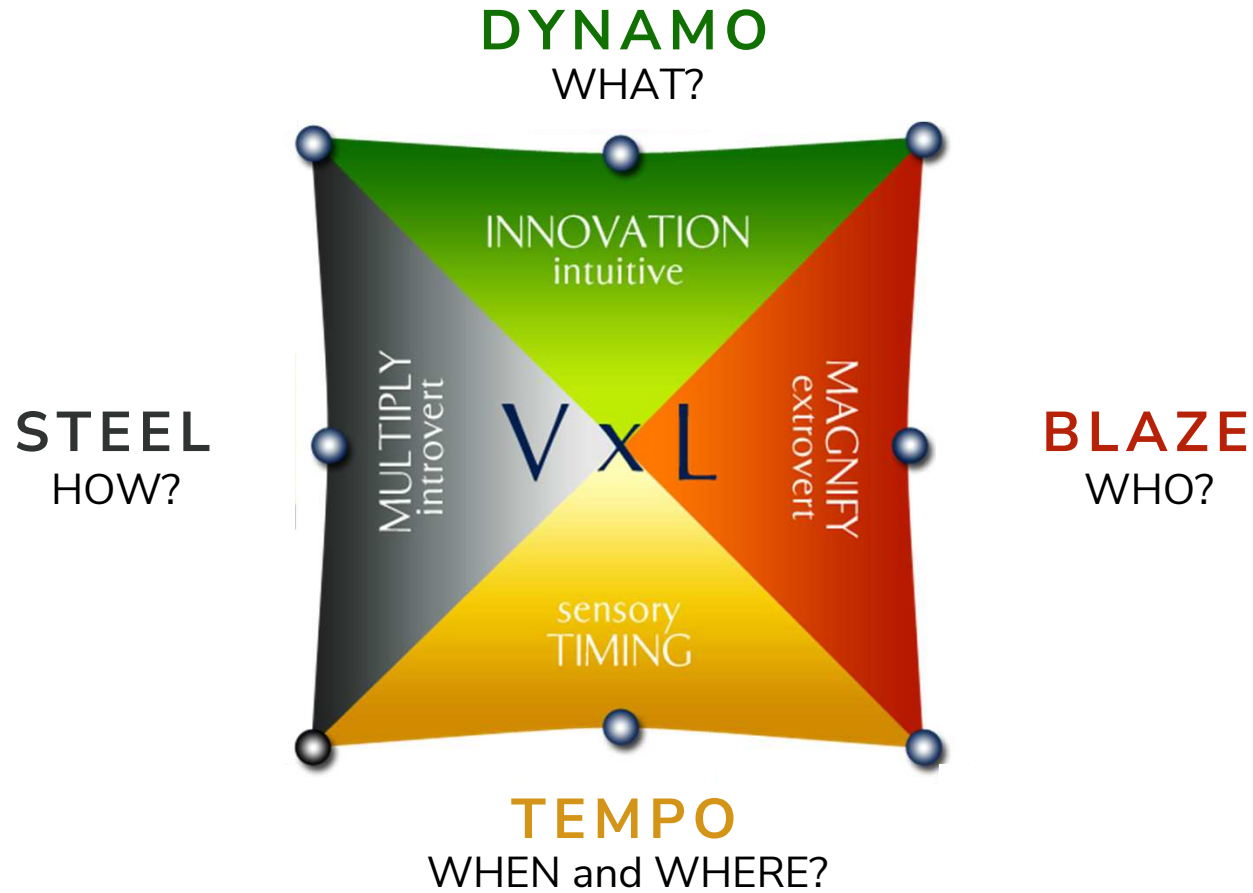 DYNAMO
WHAT?
INNOVATION
intuitive
STEEL
HOW?
MULTIPLY
introvert
V x L
MAGNIFY
extrovert
BLAZE
WHO?
sensory
TIMING
TEMPO
WHEN and WHERE?